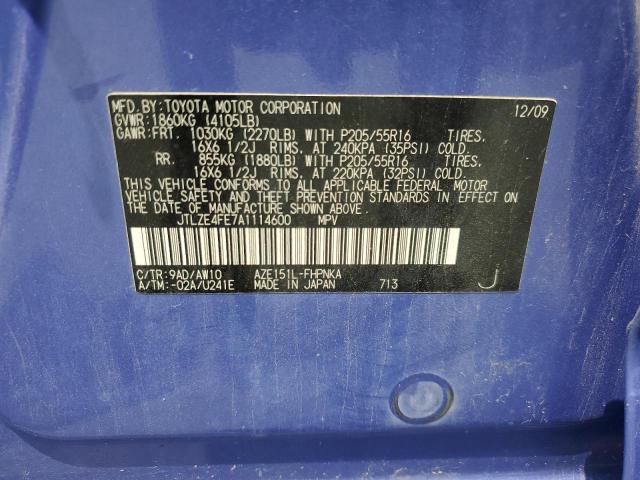 MFD.BY:TOYOTA MOTOR CORPORATION 12/09
GVWR:1860KG (4105LB)
GAWR:FRT. 1030KG (2270LB) WITH P205/55R16 TIRES,
16X6 1/2J RIMS, AT 240KPA (35PSI) COLD.
RR. 855KG (1880LB) WITH P205/55R16 TIRES,
16X6 1/2J RIMS, AT 220KPA (32PSI) COLD.
THIS VEHICLE CONFORMS TO ALL APPLICABLE FEDERAL MOTOR
VEHICLE SAFETY AND BUMPER STANDARDS IN EFFECT ON
THE DATE OF MANUFACTURE SHOWN ABOVE.
JTLZE4FE7A1114600 MPV
C/TR:9AD/AW10 AZE151L-FHPNKA
A/TM:-02A/U241E MADE IN JAPAN 713 J